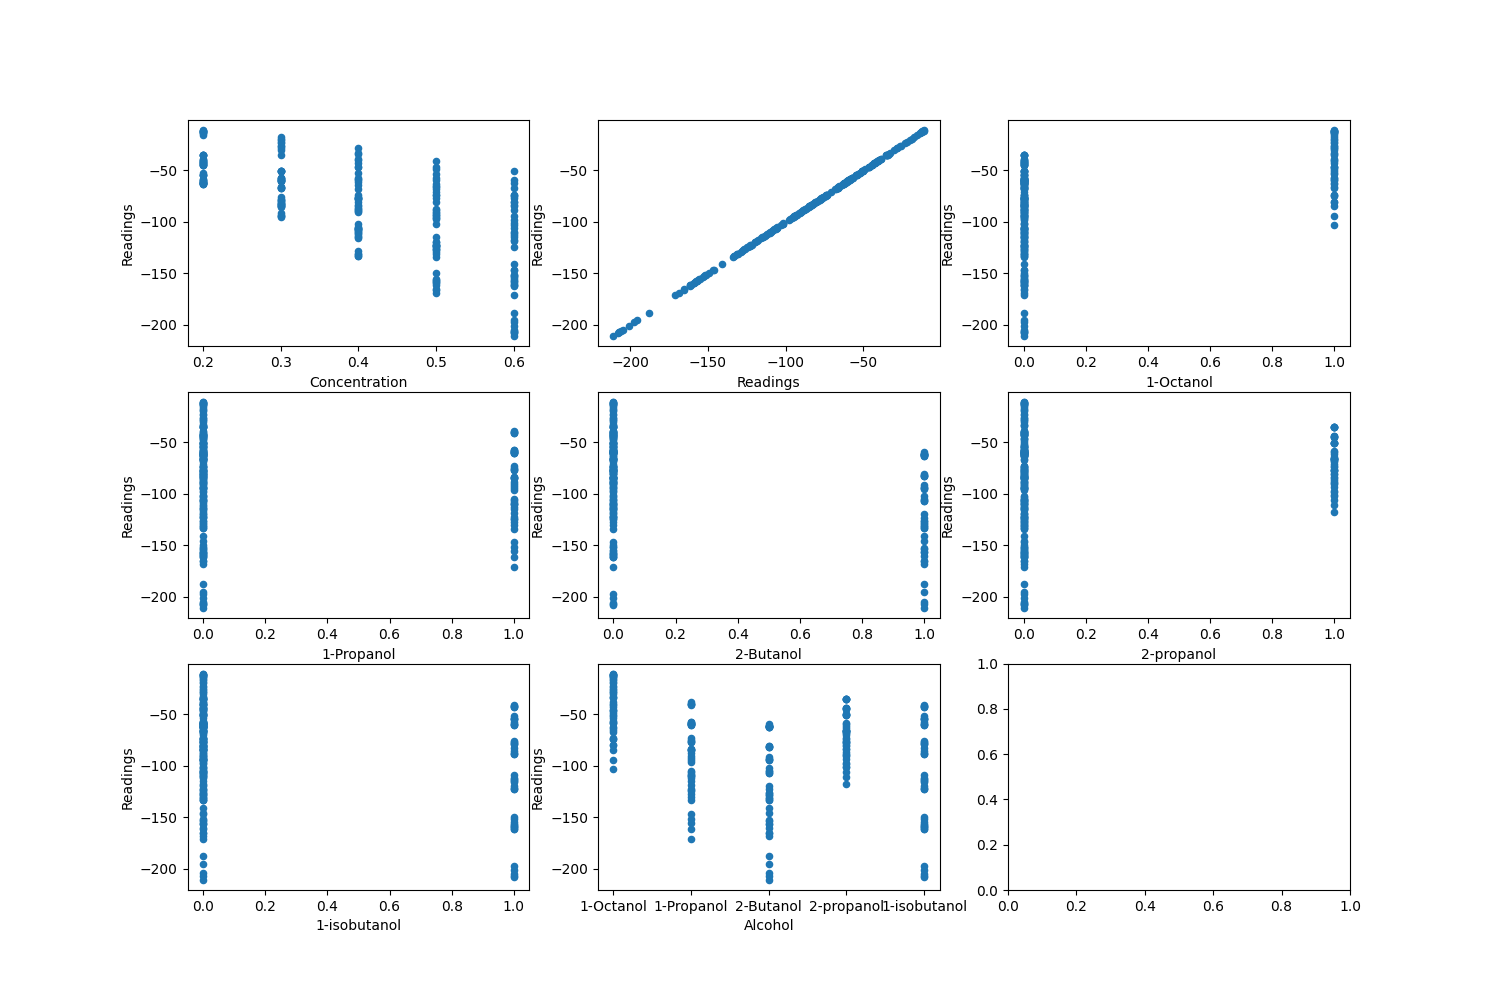 −50
−100
−150
−200
Readings
0.2 0.3 0.4 0.5 0.6
Concentration
−50
−100
−150
−200
Readings
−200 −150 −100 −50
Readings
−50
−100
−150
−200
Readings
0.0 0.2 0.4 0.6 0.8 1.0
1-Octanol
−50
−100
−150
−200
Readings
0.0 0.2 0.4 0.6 0.8 1.0
1-Propanol
−50
−100
−150
−200
Readings
0.0 0.2 0.4 0.6 0.8 1.0
2-Butanol
−50
−100
−150
−200
Readings
0.0 0.2 0.4 0.6 0.8 1.0
2-propanol
−50
−100
−150
−200
Readings
0.0 0.2 0.4 0.6 0.8 1.0
1-isobutanol
−50
−100
−150
−200
Readings
1-Octanol 1-Propanol 2-Butanol 2-propanol 1-isobutanol
Alcohol
1.0
0.8
0.6
0.4
0.2
0.0
0.0 0.2 0.4 0.6 0.8 1.0